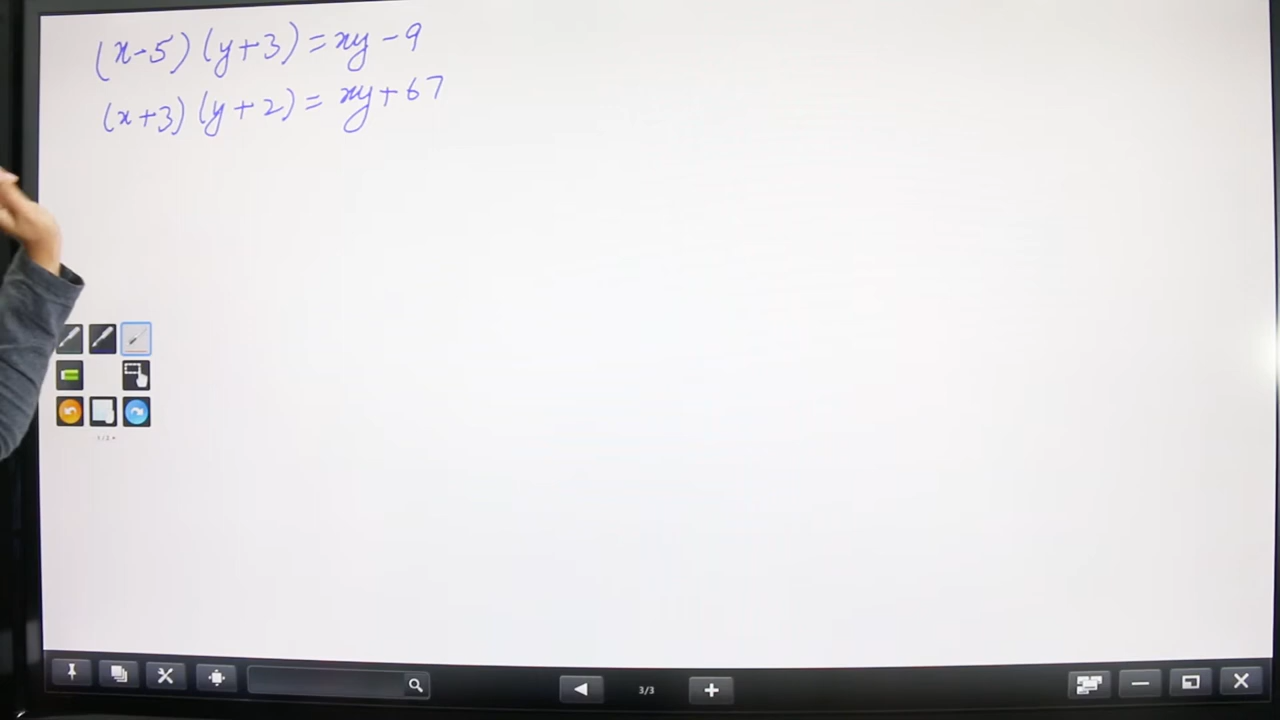 (x-5)(y+3) = xy - 9
(x+3)(y+2) = xy + 67
3/3